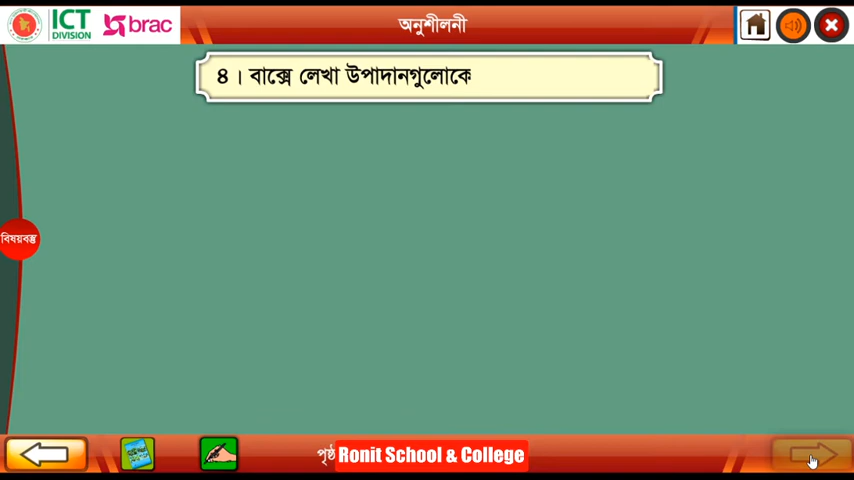 ICT
DIVISION
brac
অনুশীলনী
৪। বাক্সে লেখা উপাদানগুলোকে
বিষয়বস্তু
Ronit School & College